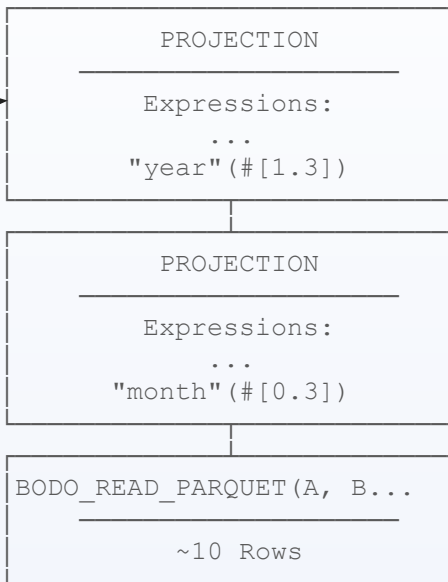 PROJECTION
Expressions:
...
"year"(#[1.3])
PROJECTION
Expressions:
...
"month"(#[0.3])
BODO_READ_PARQUET(A, B...
~10 Rows